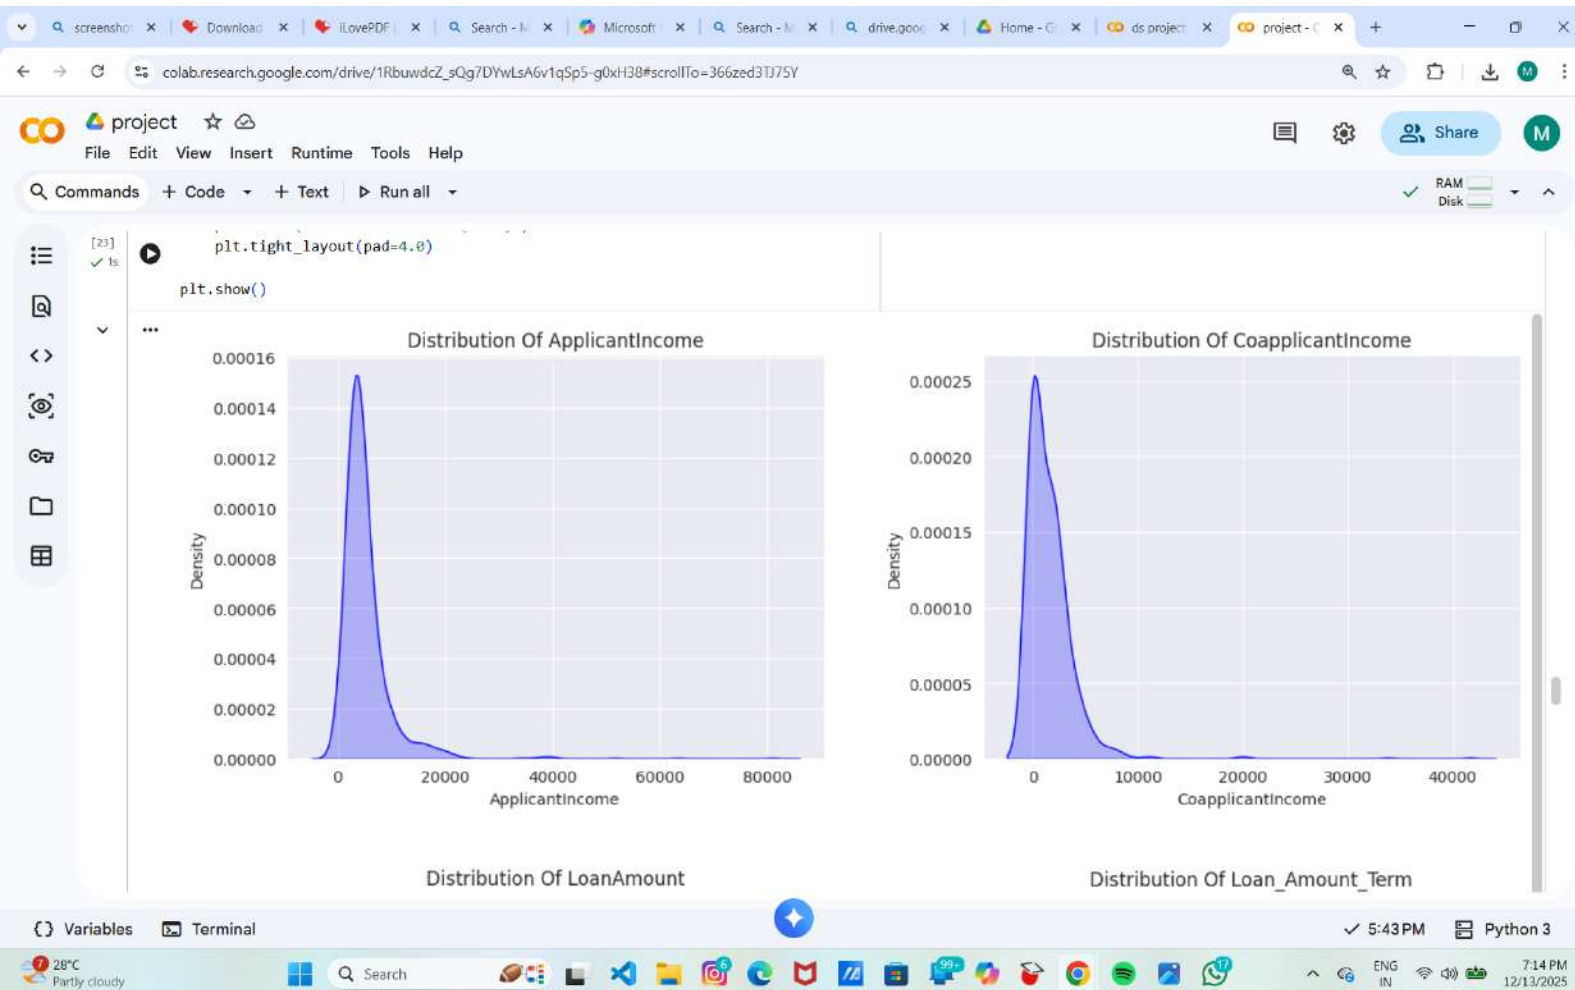 screensho
Download
iLovePDF
Search - M
Microsoft
Search - M
drive.goog
Home - G
ds project
project - C
colab.research.google.com/drive/1RbuwdcZ_sQg7DYwLsA6v1qSp5-g0xH38#scrollTo=366zed3TJ75Y
M
project
File Edit View Insert Runtime Tools Help
Share
M
Commands + Code + Text Run all
RAM
Disk
[23]
1s
plt.tight_layout(pad=4.0)
plt.show()
Distribution Of ApplicantIncome
0.00016
0.00014
0.00012
0.00010
0.00008
0.00006
0.00004
0.00002
0.00000
Density
0 20000 40000 60000 80000
ApplicantIncome
Distribution Of CoapplicantIncome
0.00025
0.00020
0.00015
0.00010
0.00005
0.00000
Density
0 10000 20000 30000 40000
CoapplicantIncome
Distribution Of LoanAmount
Distribution Of Loan_Amount_Term
Variables
Terminal
5:43 PM
Python 3
7
28°C
Partly cloudy
Search
6
99+
17
ENG
IN
7:14 PM
12/13/2025